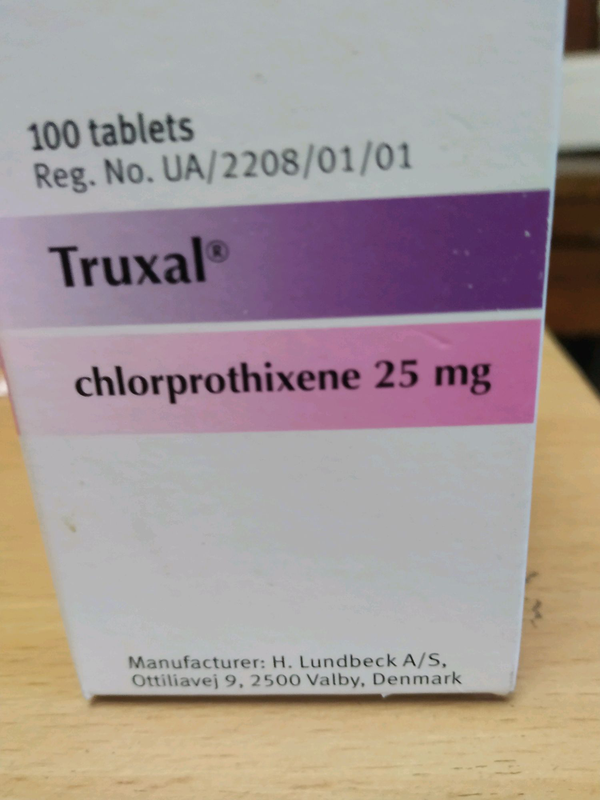 100 tablets
Reg. No. UA/2208/01/01
Truxal®
chlorprothixene 25 mg
Manufacturer: H. Lundbeck A/S,
Ottiliavej 9, 2500 Valby, Denmark